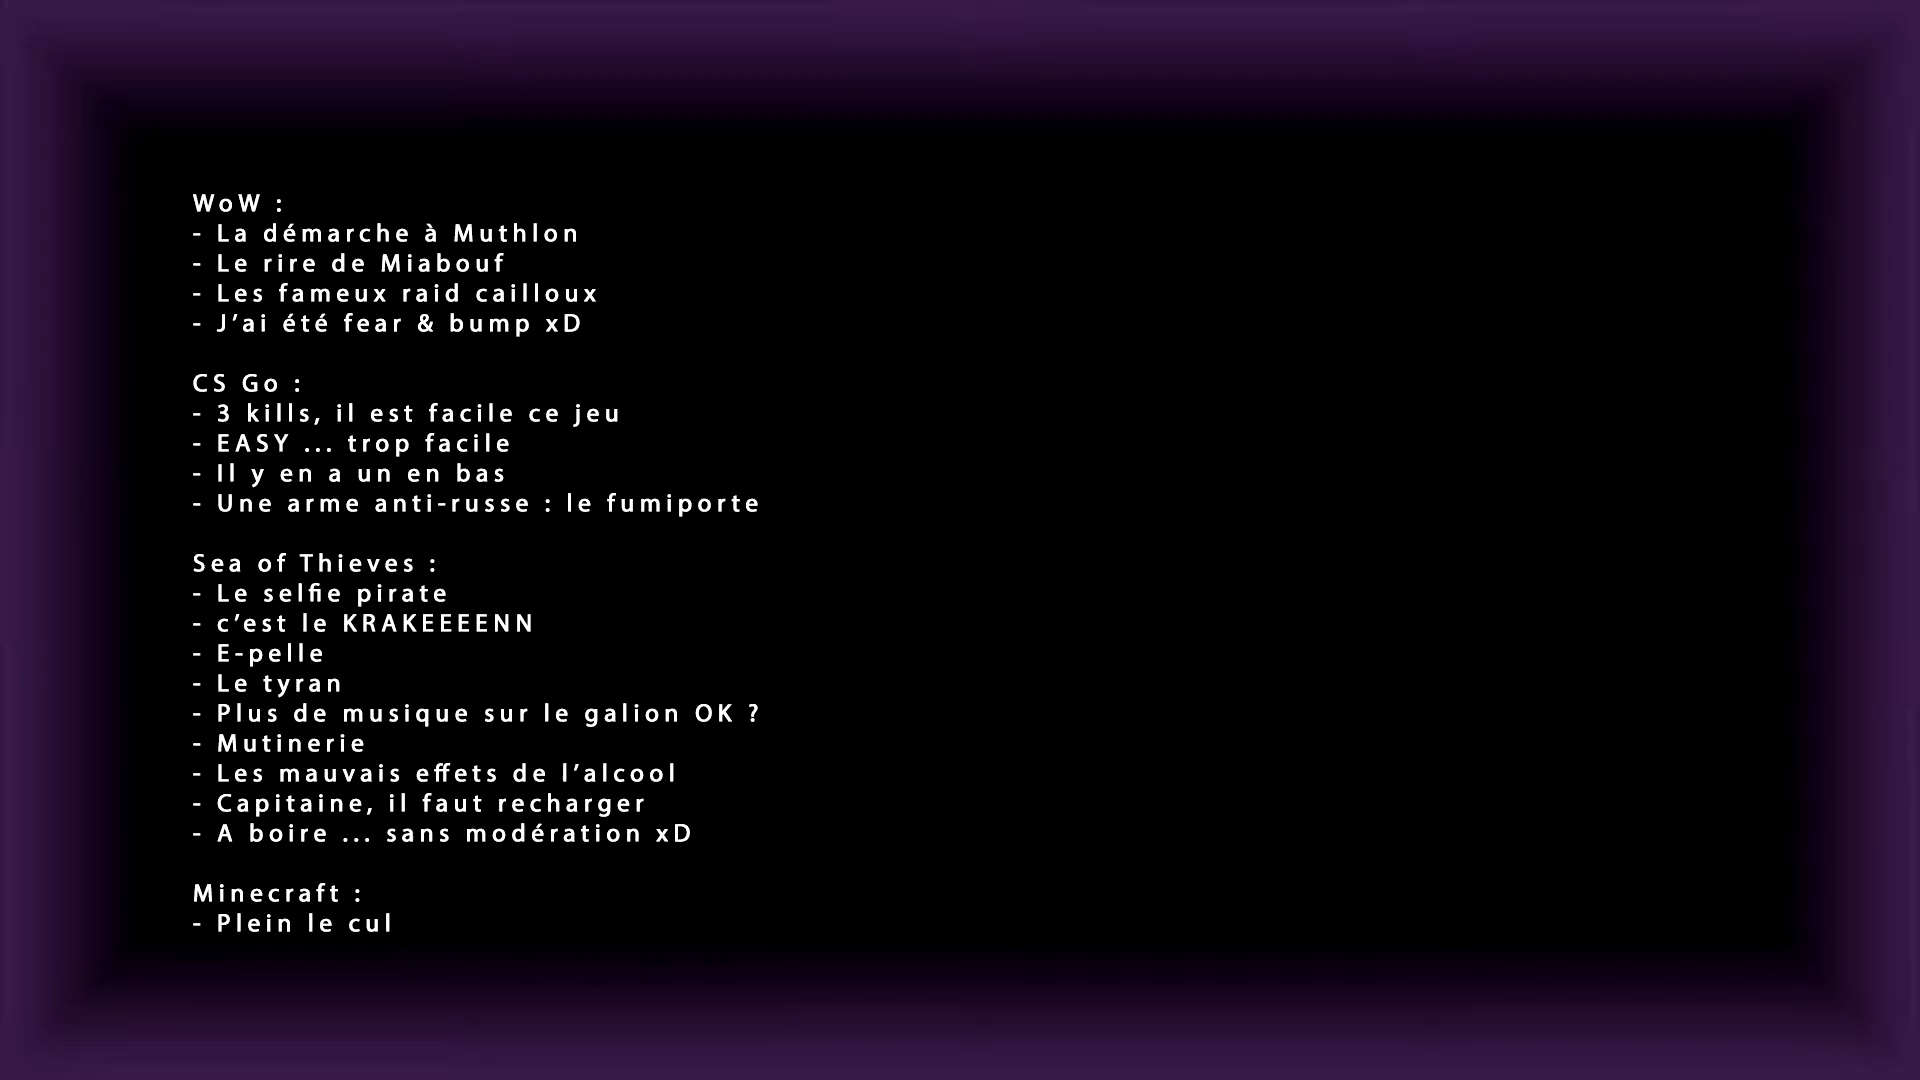 WoW :
- La démarche à Muthlon
- Le rire de Miabouf
- Les fameux raid cailloux
- J’ai été fear & bump xD
CS Go :
- 3 kills, il est facile ce jeu
- EASY ... trop facile
- Il y en a un en bas
- Une arme anti-russe : le fumiporte
Sea of Thieves :
- Le selfie pirate
- c’est le KRAKEEEENN
- E-pelle
- Le tyran
- Plus de musique sur le galion OK ?
- Mutinerie
- Les mauvais effets de l’alcool
- Capitaine, il faut recharger
- A boire ... sans modération xD
Minecraft :
- Plein le cul